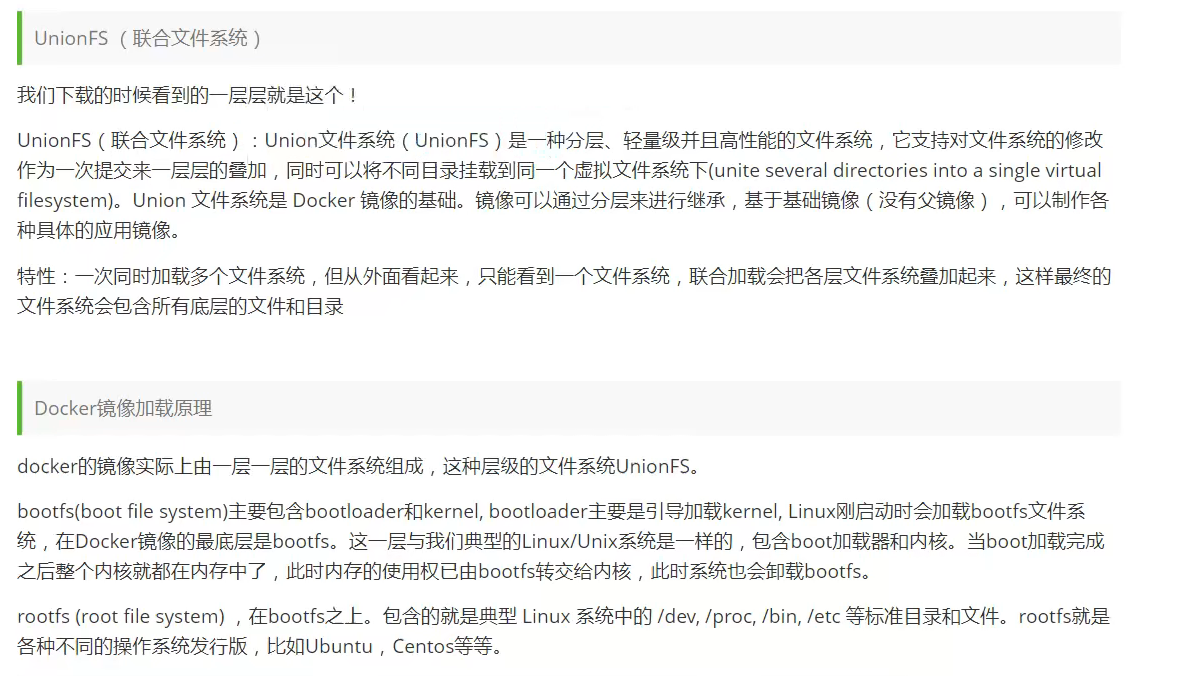 UnionFS （联合文件系统）
我们下载的时候看到的一层层就是这个！
UnionFS（联合文件系统）：Union文件系统（UnionFS）是一种分层、轻量级并且高性能的文件系统，它支持对文件系统的修改
作为一次提交来一层层的叠加，同时可以将不同目录挂载到同一个虚拟文件系统下(unite several directories into a single virtual
filesystem)。Union 文件系统是 Docker 镜像的基础。镜像可以通过分层来进行继承，基于基础镜像（没有父镜像），可以制作各
种具体的应用镜像。
特性：一次同时加载多个文件系统，但从外面看起来，只能看到一个文件系统，联合加载会把各层文件系统叠加起来，这样最终的
文件系统会包含所有底层的文件和目录
Docker镜像加载原理
docker的镜像实际上由一层一层的文件系统组成，这种层级的文件系统UnionFS。
bootfs(boot file system)主要包含bootloader和kernel, bootloader主要是引导加载kernel, Linux刚启动时会加载bootfs文件系
统，在Docker镜像的最底层是bootfs。这一层与我们典型的Linux/Unix系统是一样的，包含boot加载器和内核。当boot加载完成
之后整个内核就都在内存中了，此时内存的使用权已由bootfs转交给内核，此时系统也会卸载bootfs。
rootfs (root file system) ，在bootfs之上。包含的就是典型 Linux 系统中的 /dev, /proc, /bin, /etc 等标准目录和文件。rootfs就是
各种不同的操作系统发行版，比如Ubuntu，Centos等等。